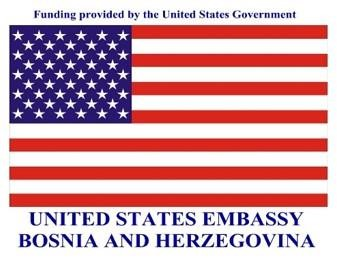 Funding provided by the United States Government
UNITED STATES EMBASSY
BOSNIA AND HERZEGOVINA